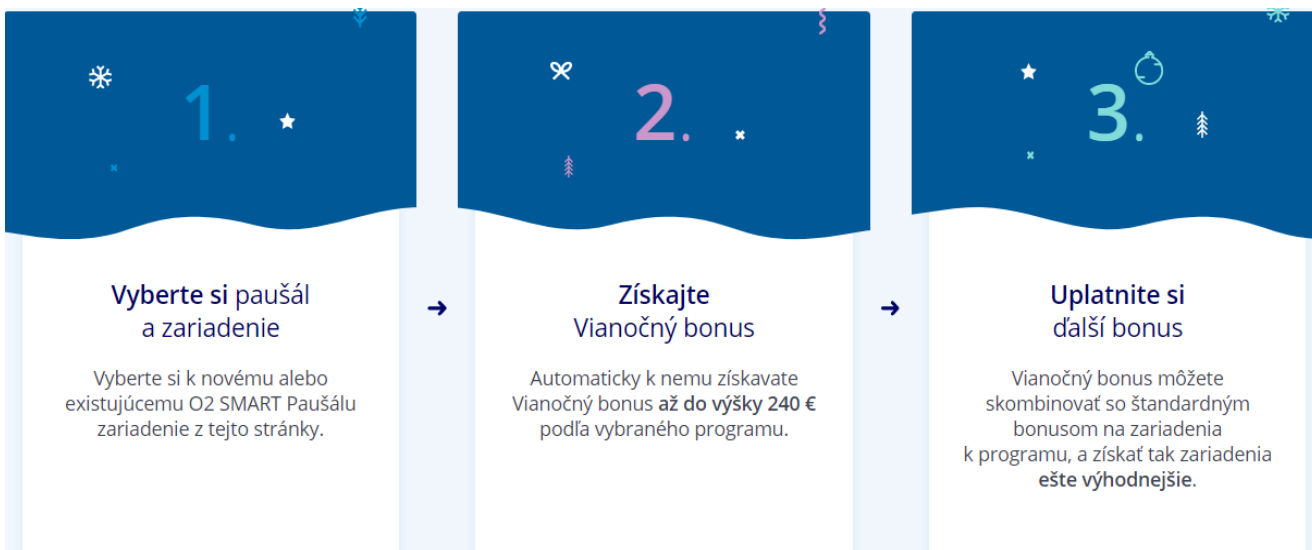 1.
Vyberte si paušál
a zariadenie
Vyberte si k novému alebo
existujúcemu O2 SMART Paušálu
zariadenie z tejto stránky.
2.
Získajte
Vianočný bonus
Automaticky k nemu získavate
Vianočný bonus až do výšky 240 €
podľa vybraného programu.
3.
Uplatnite si
ďalší bonus
Vianočný bonus môžete
skombinovať so štandardným
bonusom na zariadenia
k programu, a získať tak zariadenia
ešte výhodnejšie.